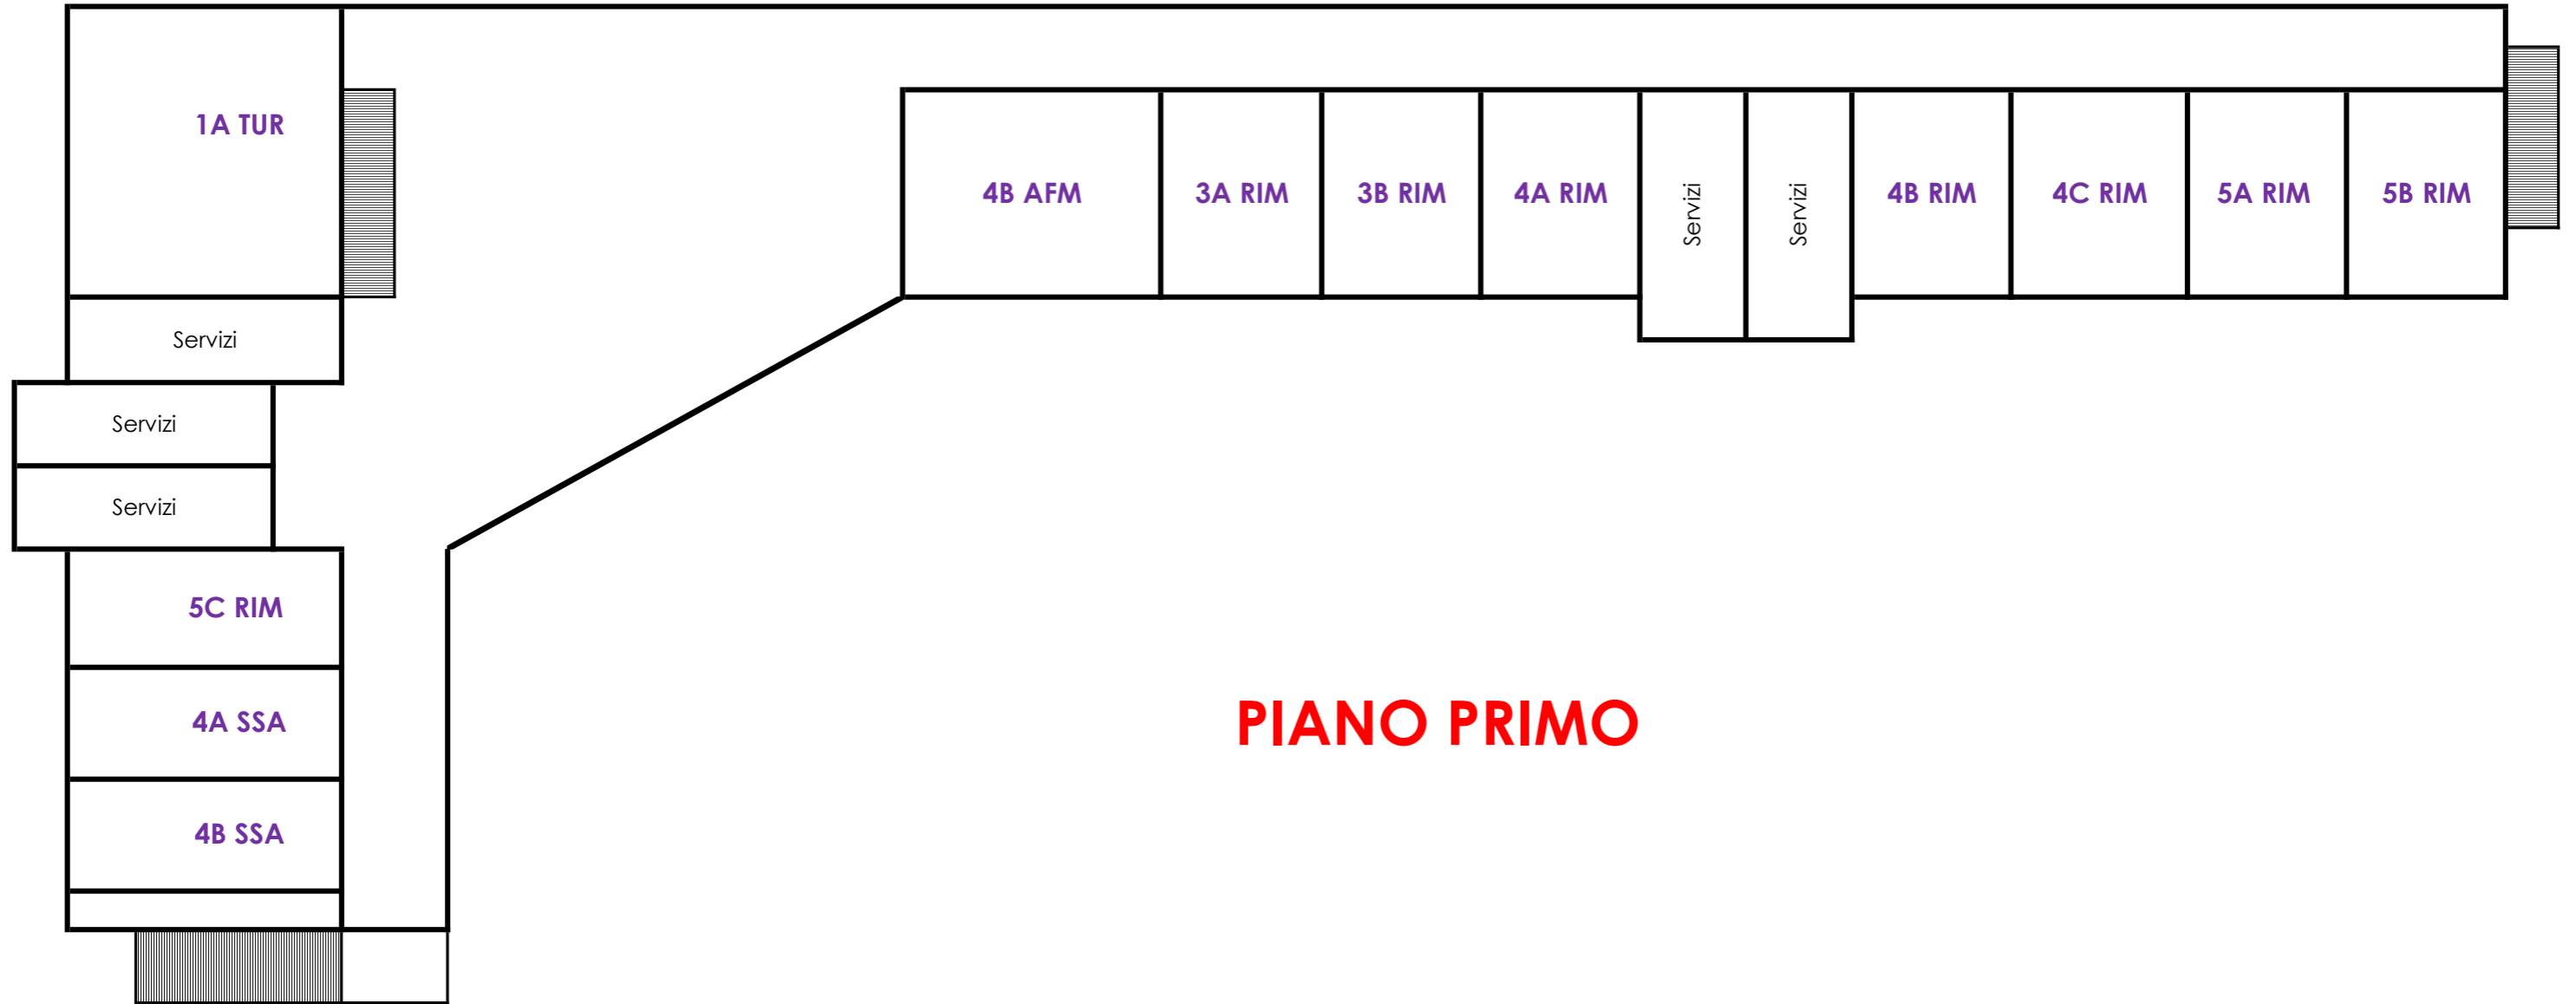 1A TUR
4B AFM
3A RIM
3B RIM
4A RIM
Servizi
Servizi
4B RIM
4C RIM
5A RIM
5B RIM
Servizi
Servizi
Servizi
5C RIM
4A SSA
4B SSA
PIANO PRIMO